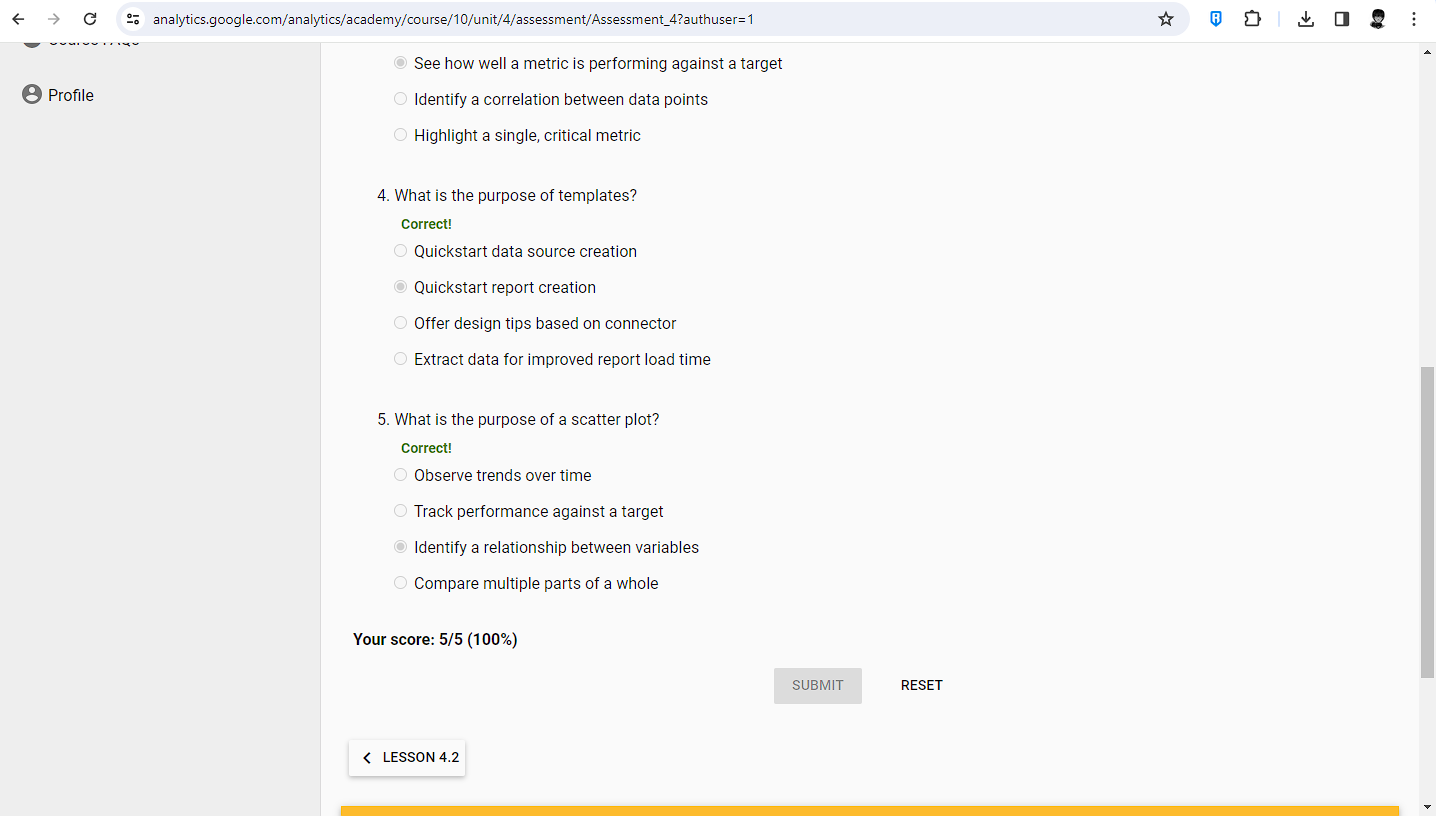 analytics.google.com/analytics/academy/course/10/unit/4/assessment/Assessment_4?authuser=1
Course FAQs
Profile
See how well a metric is performing against a target
Identify a correlation between data points
Highlight a single, critical metric
4. What is the purpose of templates?
Correct!
Quickstart data source creation
Quickstart report creation
Offer design tips based on connector
Extract data for improved report load time
5. What is the purpose of a scatter plot?
Correct!
Observe trends over time
Track performance against a target
Identify a relationship between variables
Compare multiple parts of a whole
Your score: 5/5 (100%)
SUBMIT
RESET
LESSON 4.2